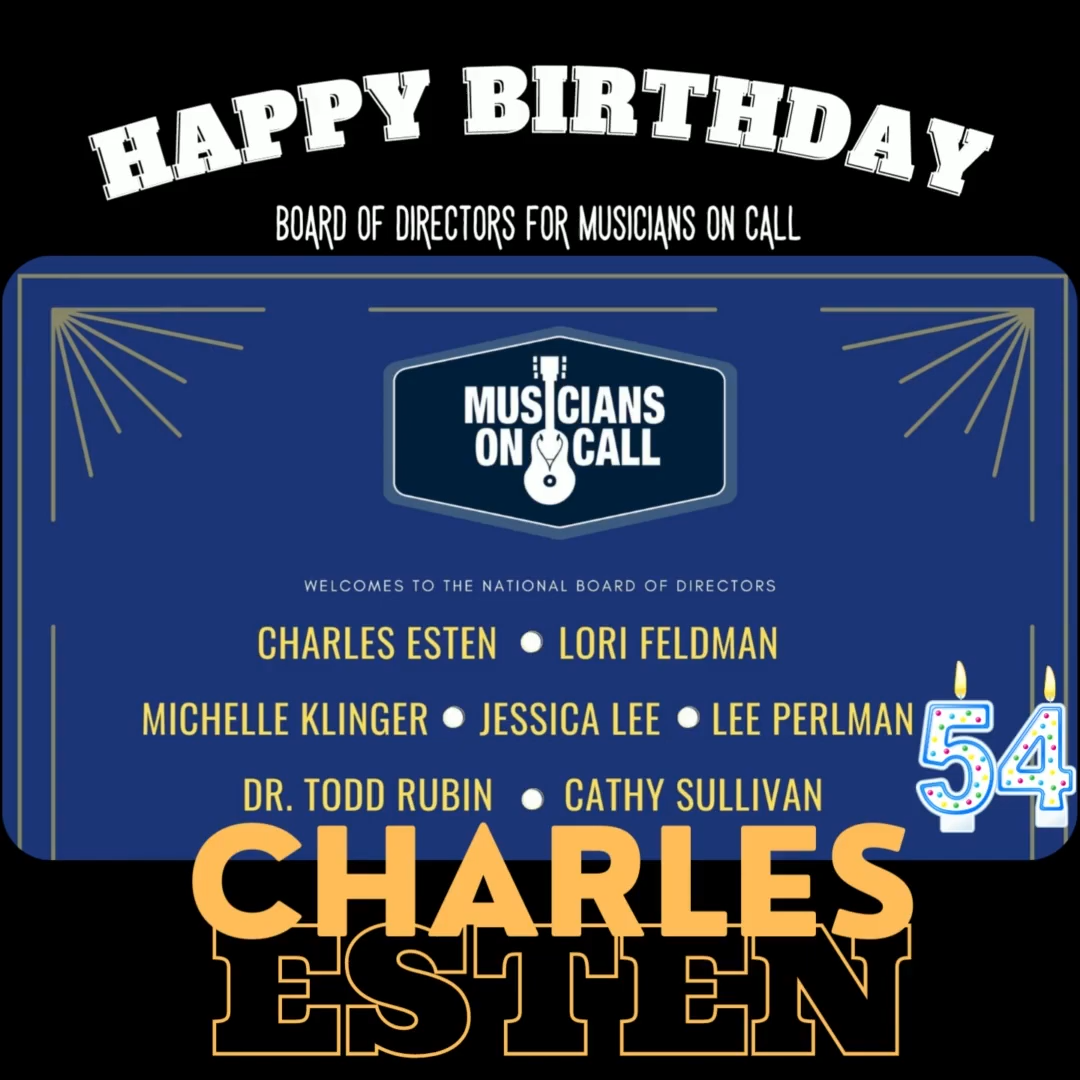 HAPPY BIRTHDAY
BOARD OF DIRECTORS FOR MUSICIANS ON CALL
MUSICIANS
ON CALL
WELCOMES TO THE NATIONAL BOARD OF DIRECTORS
CHARLES ESTEN • LORI FELDMAN
MICHELLE KLINGER • JESSICA LEE • LEE PERLMAN
54
DR. TODD RUBIN • CATHY SULLIVAN
CHARLES
ESTEN